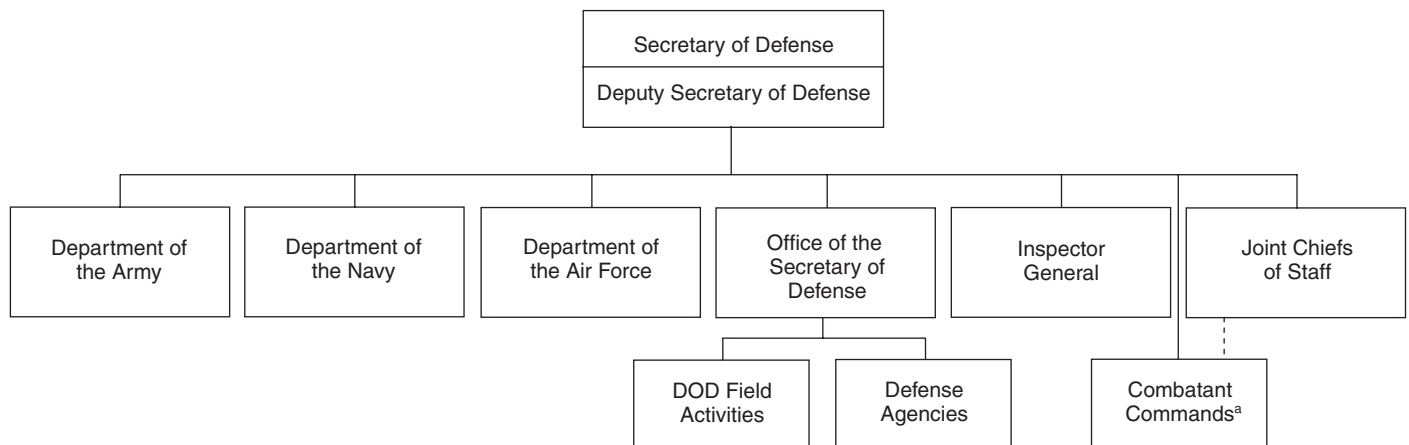 Secretary of Defense
Deputy Secretary of Defense
Department of
the Army
Department of
the Navy
Department of
the Air Force
Office of the
Secretary of
Defense
Inspector
General
Joint Chiefs
of Staff
DOD Field
Activities
Defense
Agencies
Combatant
Commandsᵃ